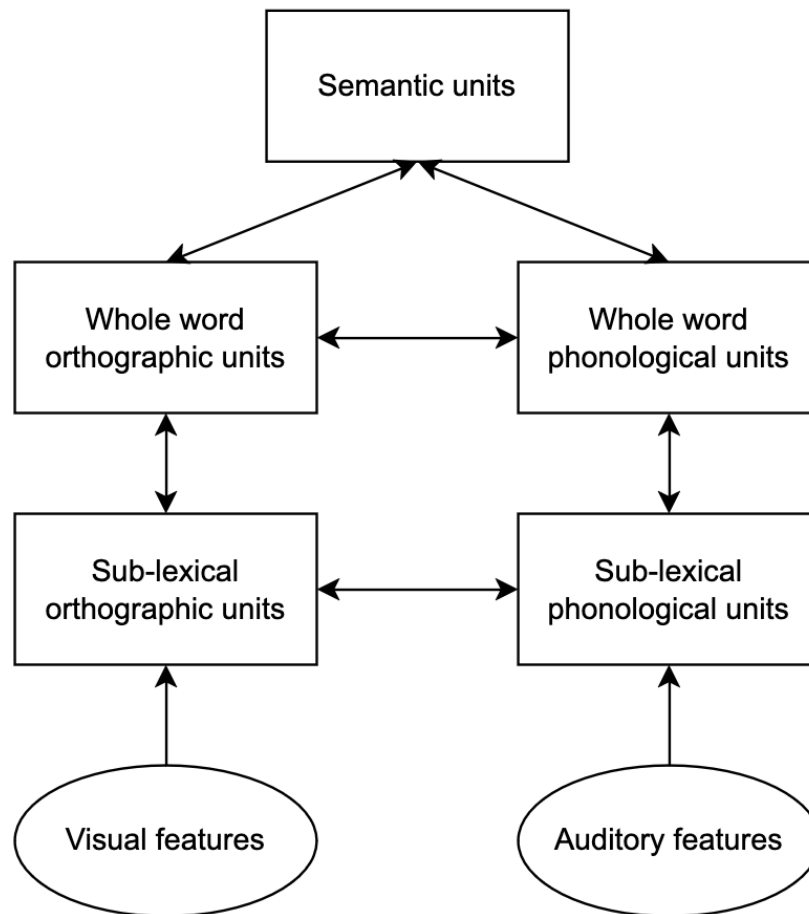 Semantic units
Whole word
orthographic units
Whole word
phonological units
Sub-lexical
orthographic units
Sub-lexical
phonological units
Visual features
Auditory features